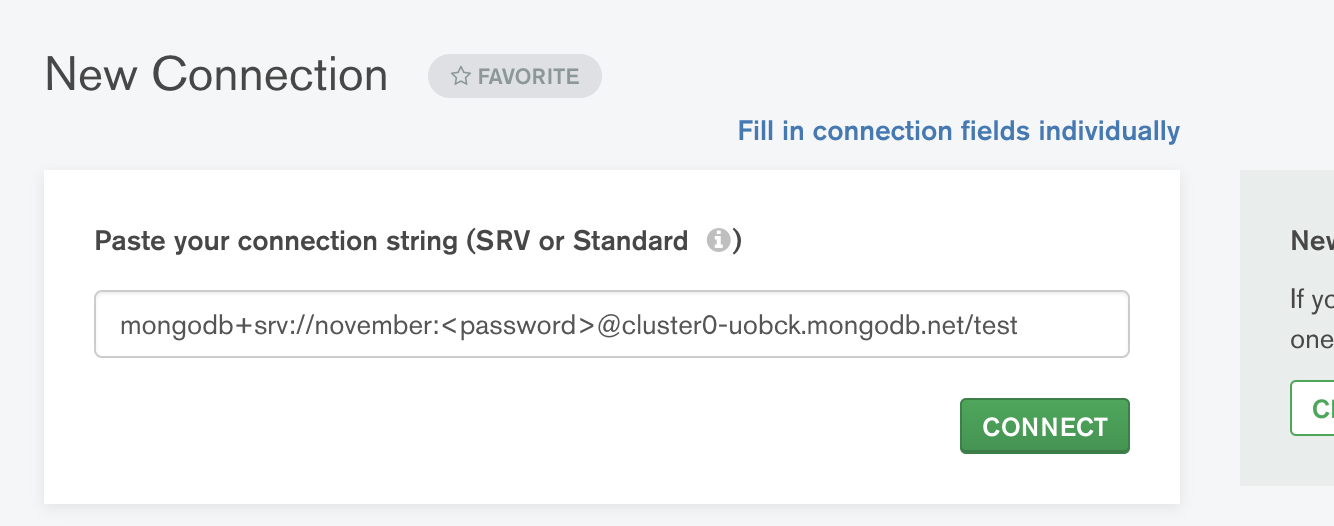 New Connection
FAVORITE
Fill in connection fields individually
Paste your connection string (SRV or Standard )
mongodb+srv://november:<password>@cluster0-uobck.mongodb.net/test
CONNECT
New
If yo
one